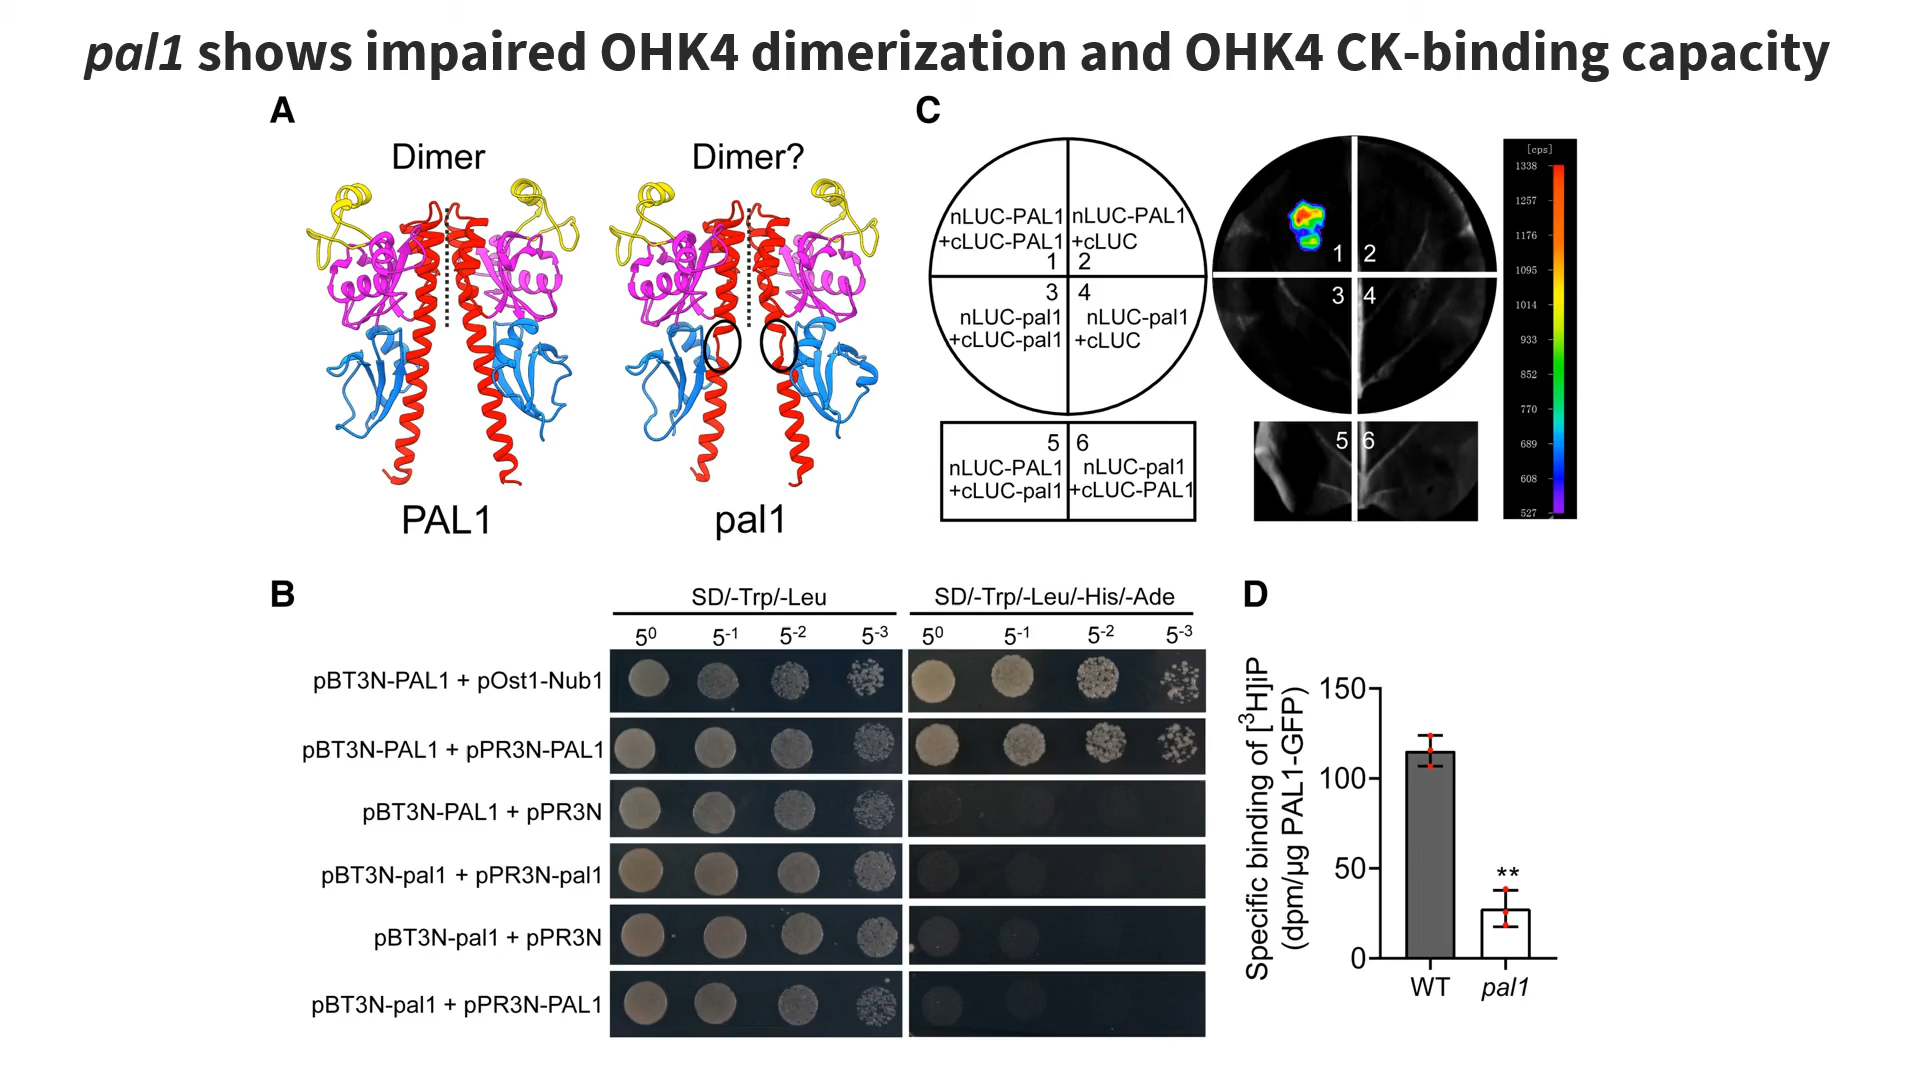 pal1 shows impaired OHK4 dimerization and OHK4 CK-binding capacity
A
Dimer
Dimer?
PAL1
pal1
C
nLUC-PAL1
+cLUC-PAL1
1
nLUC-PAL1
+cLUC
2
3
nLUC-pal1
+cLUC-pal1
4
nLUC-pal1
+cLUC
5
nLUC-PAL1
+cLUC-pal1
6
nLUC-pal1
+cLUC-PAL1
1 2
3 4
5 6
[cps]
1338
1257
1176
1095
1014
933
852
770
689
608
527
B
SD/-Trp/-Leu
SD/-Trp/-Leu/-His/-Ade
5⁰ 5⁻¹ 5⁻² 5⁻³ 5⁰ 5⁻¹ 5⁻² 5⁻³
pBT3N-PAL1 + pOst1-Nub1
pBT3N-PAL1 + pPR3N-PAL1
pBT3N-PAL1 + pPR3N
pBT3N-pal1 + pPR3N-pal1
pBT3N-pal1 + pPR3N
pBT3N-pal1 + pPR3N-PAL1
D
Specific binding of [³H]iP
(dpm/µg PAL1-GFP)
150
100
50
0
**
WT pal1